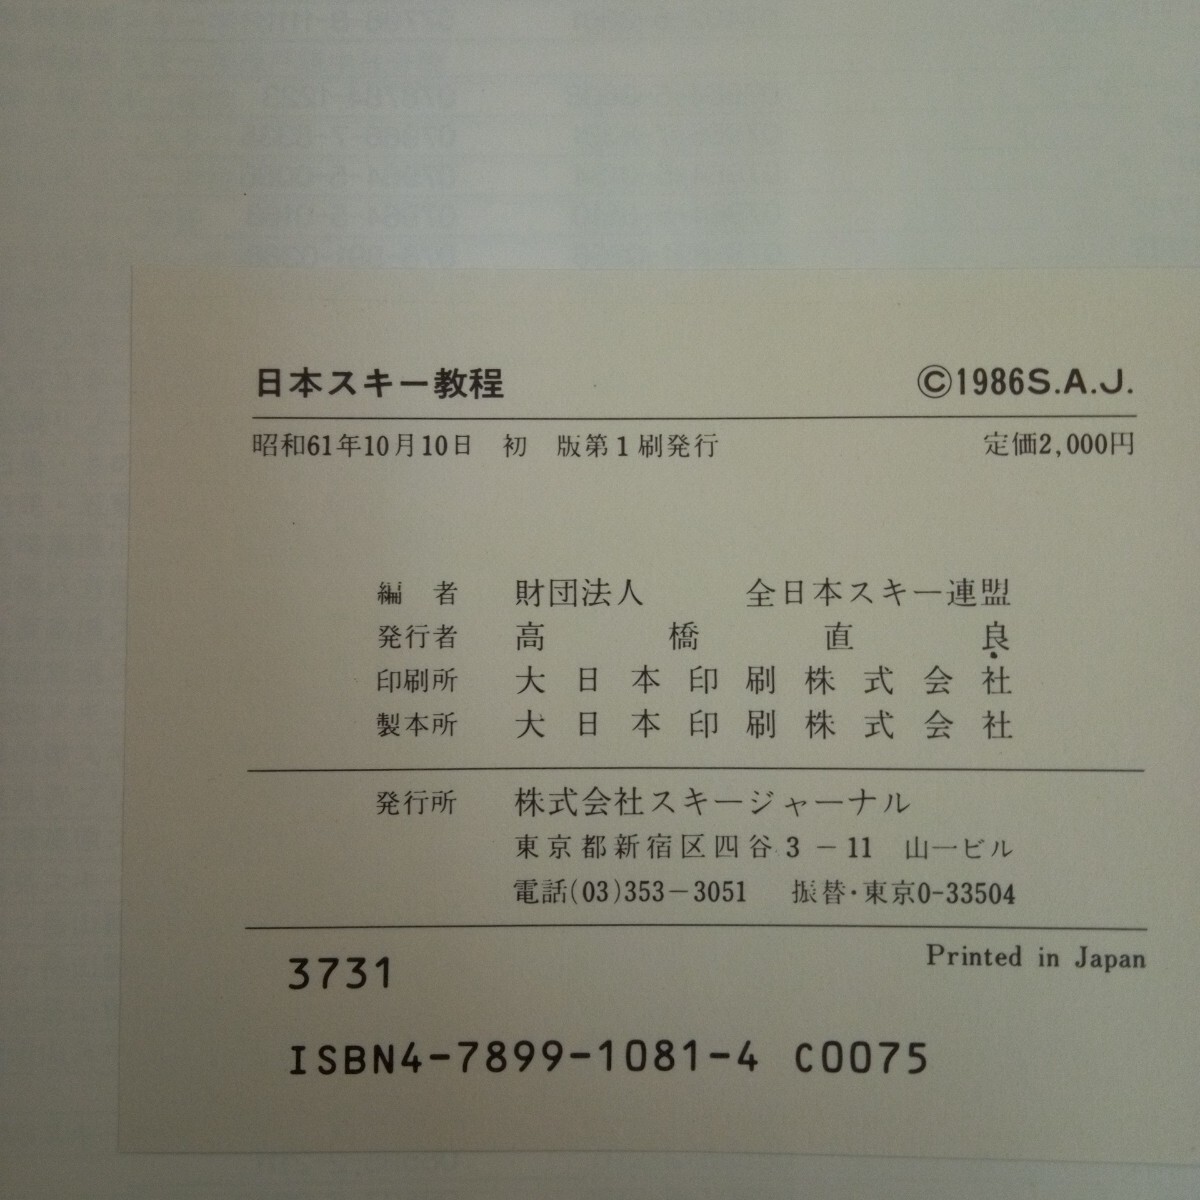 日本スキー教程 ©1986S.A.J.
昭和61年10月10日 初 版第1刷発行 定価2,000円
編 者 財団法人 全日本スキー連盟
発行者 高橋直良
印刷所 大日本印刷株式会社
製本所 大日本印刷株式会社
発行所 株式会社スキージャーナル
東京都新宿区四谷3-11 山一ビル
電話(03)353-3051 振替・東京0-33504
Printed in Japan
3731
ISBN4-7899-1081-4 C0075